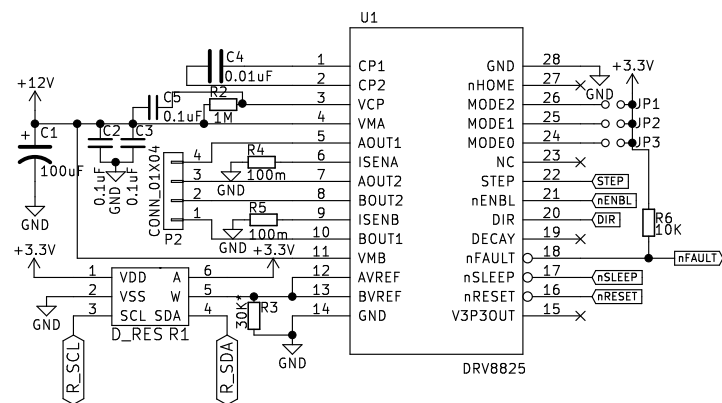 U1
C4
0.01uF
+12V
C5
0.1uF
R2
1M
+
C1
100uF
C2
0.1uF
C3
0.1uF
GND
GND
CONN_01X04
P2
4
3
2
1
R4
100m
GND
R5
100m
GND
+3.3V
+3.3V
1 VDD A 6
2 VSS W 5
3 SCL SDA 4
D_RES R1
GND
R_SCL
R_SDA
30K*
R3
GND
1 CP1 GND 28
2 CP2 nHOME 27
3 VCP MODE2 26
4 VMA MODE1 25
5 AOUT1 MODE0 24
6 ISENA NC 23
7 AOUT2 STEP 22
8 BOUT2 nENBL 21
9 ISENB DIR 20
10 BOUT1 DECAY 19
11 VMB nFAULT 18
12 AVREF nSLEEP 17
13 BVREF nRESET 16
14 GND V3P3OUT 15
DRV8825
GND
+3.3V
JP1
JP2
JP3
STEP
nENBL
DIR
R6
10K
nFAULT
nSLEEP
nRESET